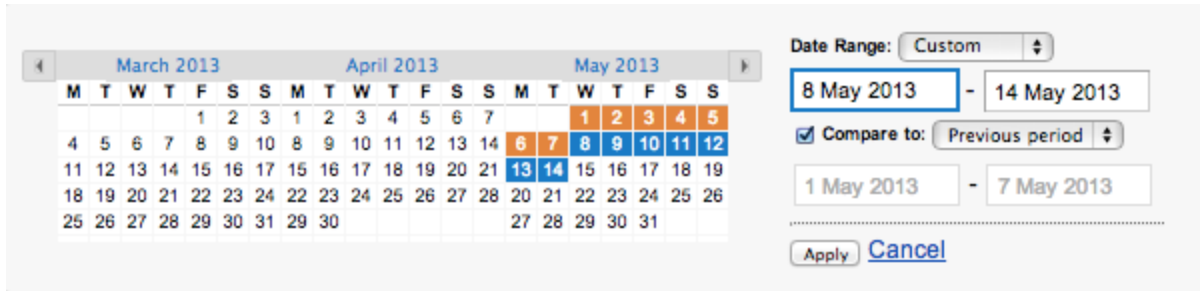 March 2013 April 2013 May 2013
M T W T F S S M T W T F S S M T W T F S S
1 2 3 1 2 3 4 5 6 7 1 2 3 4 5
4 5 6 7 8 9 10 8 9 10 11 12 13 14 6 7 8 9 10 11 12
11 12 13 14 15 16 17 15 16 17 18 19 20 21 13 14 15 16 17 18 19
18 19 20 21 22 23 24 22 23 24 25 26 27 28 20 21 22 23 24 25 26
25 26 27 28 29 30 31 29 30 27 28 29 30 31
Date Range: Custom
8 May 2013 - 14 May 2013
Compare to: Previous period
1 May 2013 - 7 May 2013
Apply Cancel